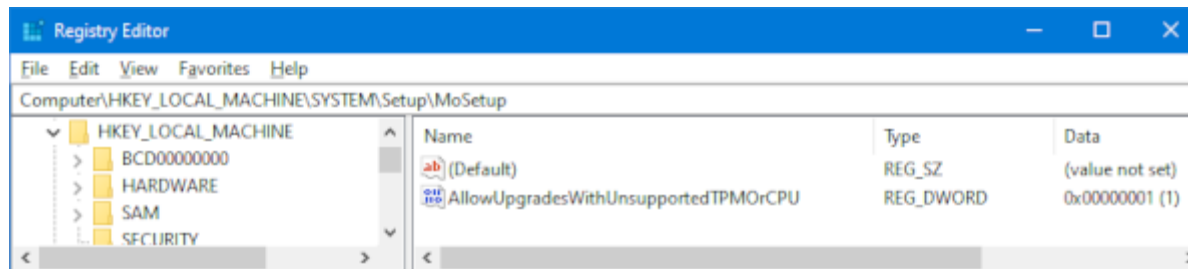 Registry Editor
File Edit View Favorites Help
Computer\HKEY_LOCAL_MACHINE\SYSTEM\Setup\MoSetup
HKEY_LOCAL_MACHINE
BCD00000000
HARDWARE
SAM
SECURITY
Name Type Data
(Default) REG_SZ (value not set)
AllowUpgradesWithUnsupportedTPMOrCPU REG_DWORD 0x00000001 (1)